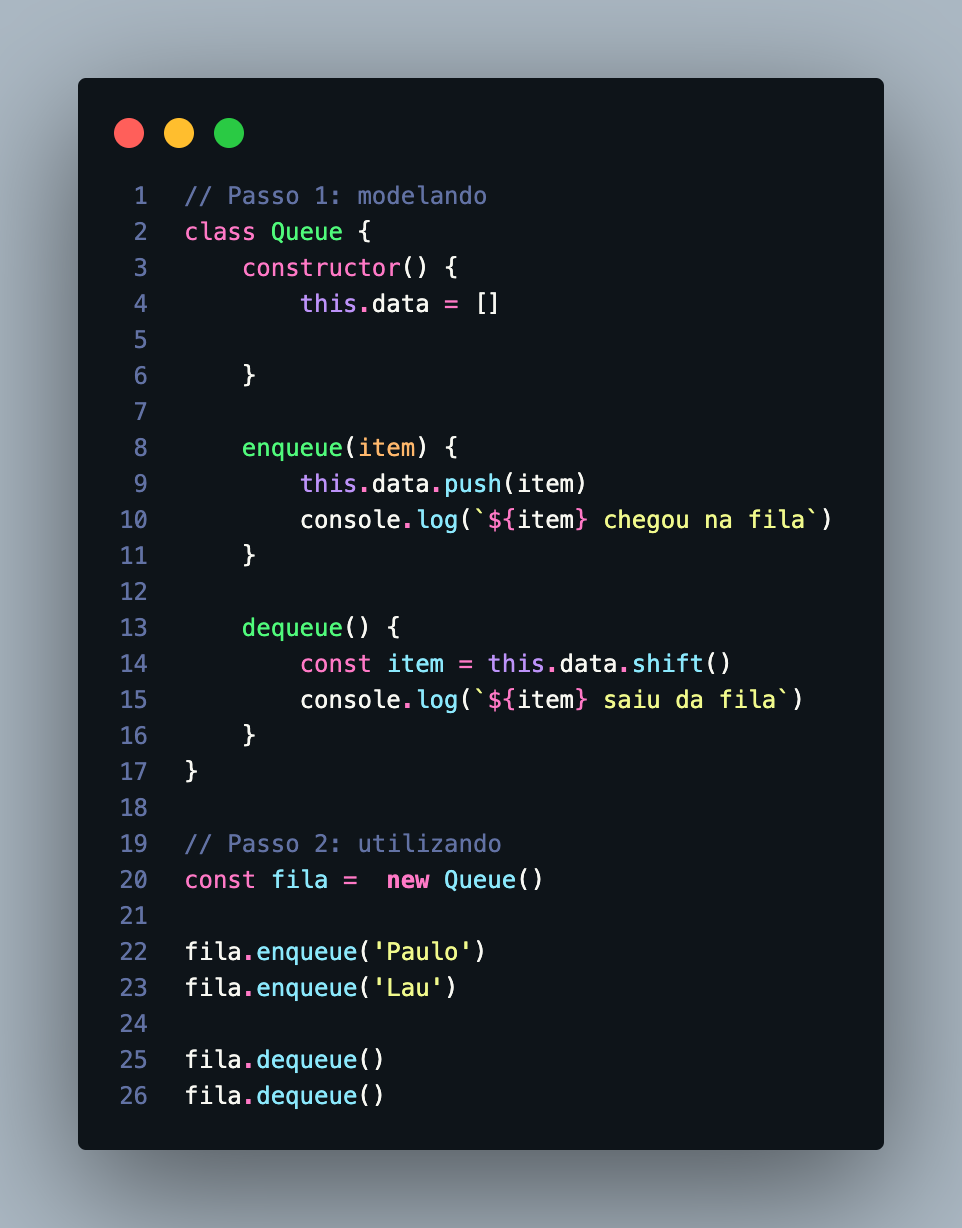 1 // Passo 1: modelando
2 class Queue {
3     constructor() {
4         this.data = []
5
6     }
7
8     enqueue(item) {
9         this.data.push(item)
10         console.log(`${item} chegou na fila`)
11     }
12
13     dequeue() {
14         const item = this.data.shift()
15         console.log(`${item} saiu da fila`)
16     }
17 }
18
19 // Passo 2: utilizando
20 const fila =  new Queue()
21
22 fila.enqueue('Paulo')
23 fila.enqueue('Lau')
24
25 fila.dequeue()
26 fila.dequeue()